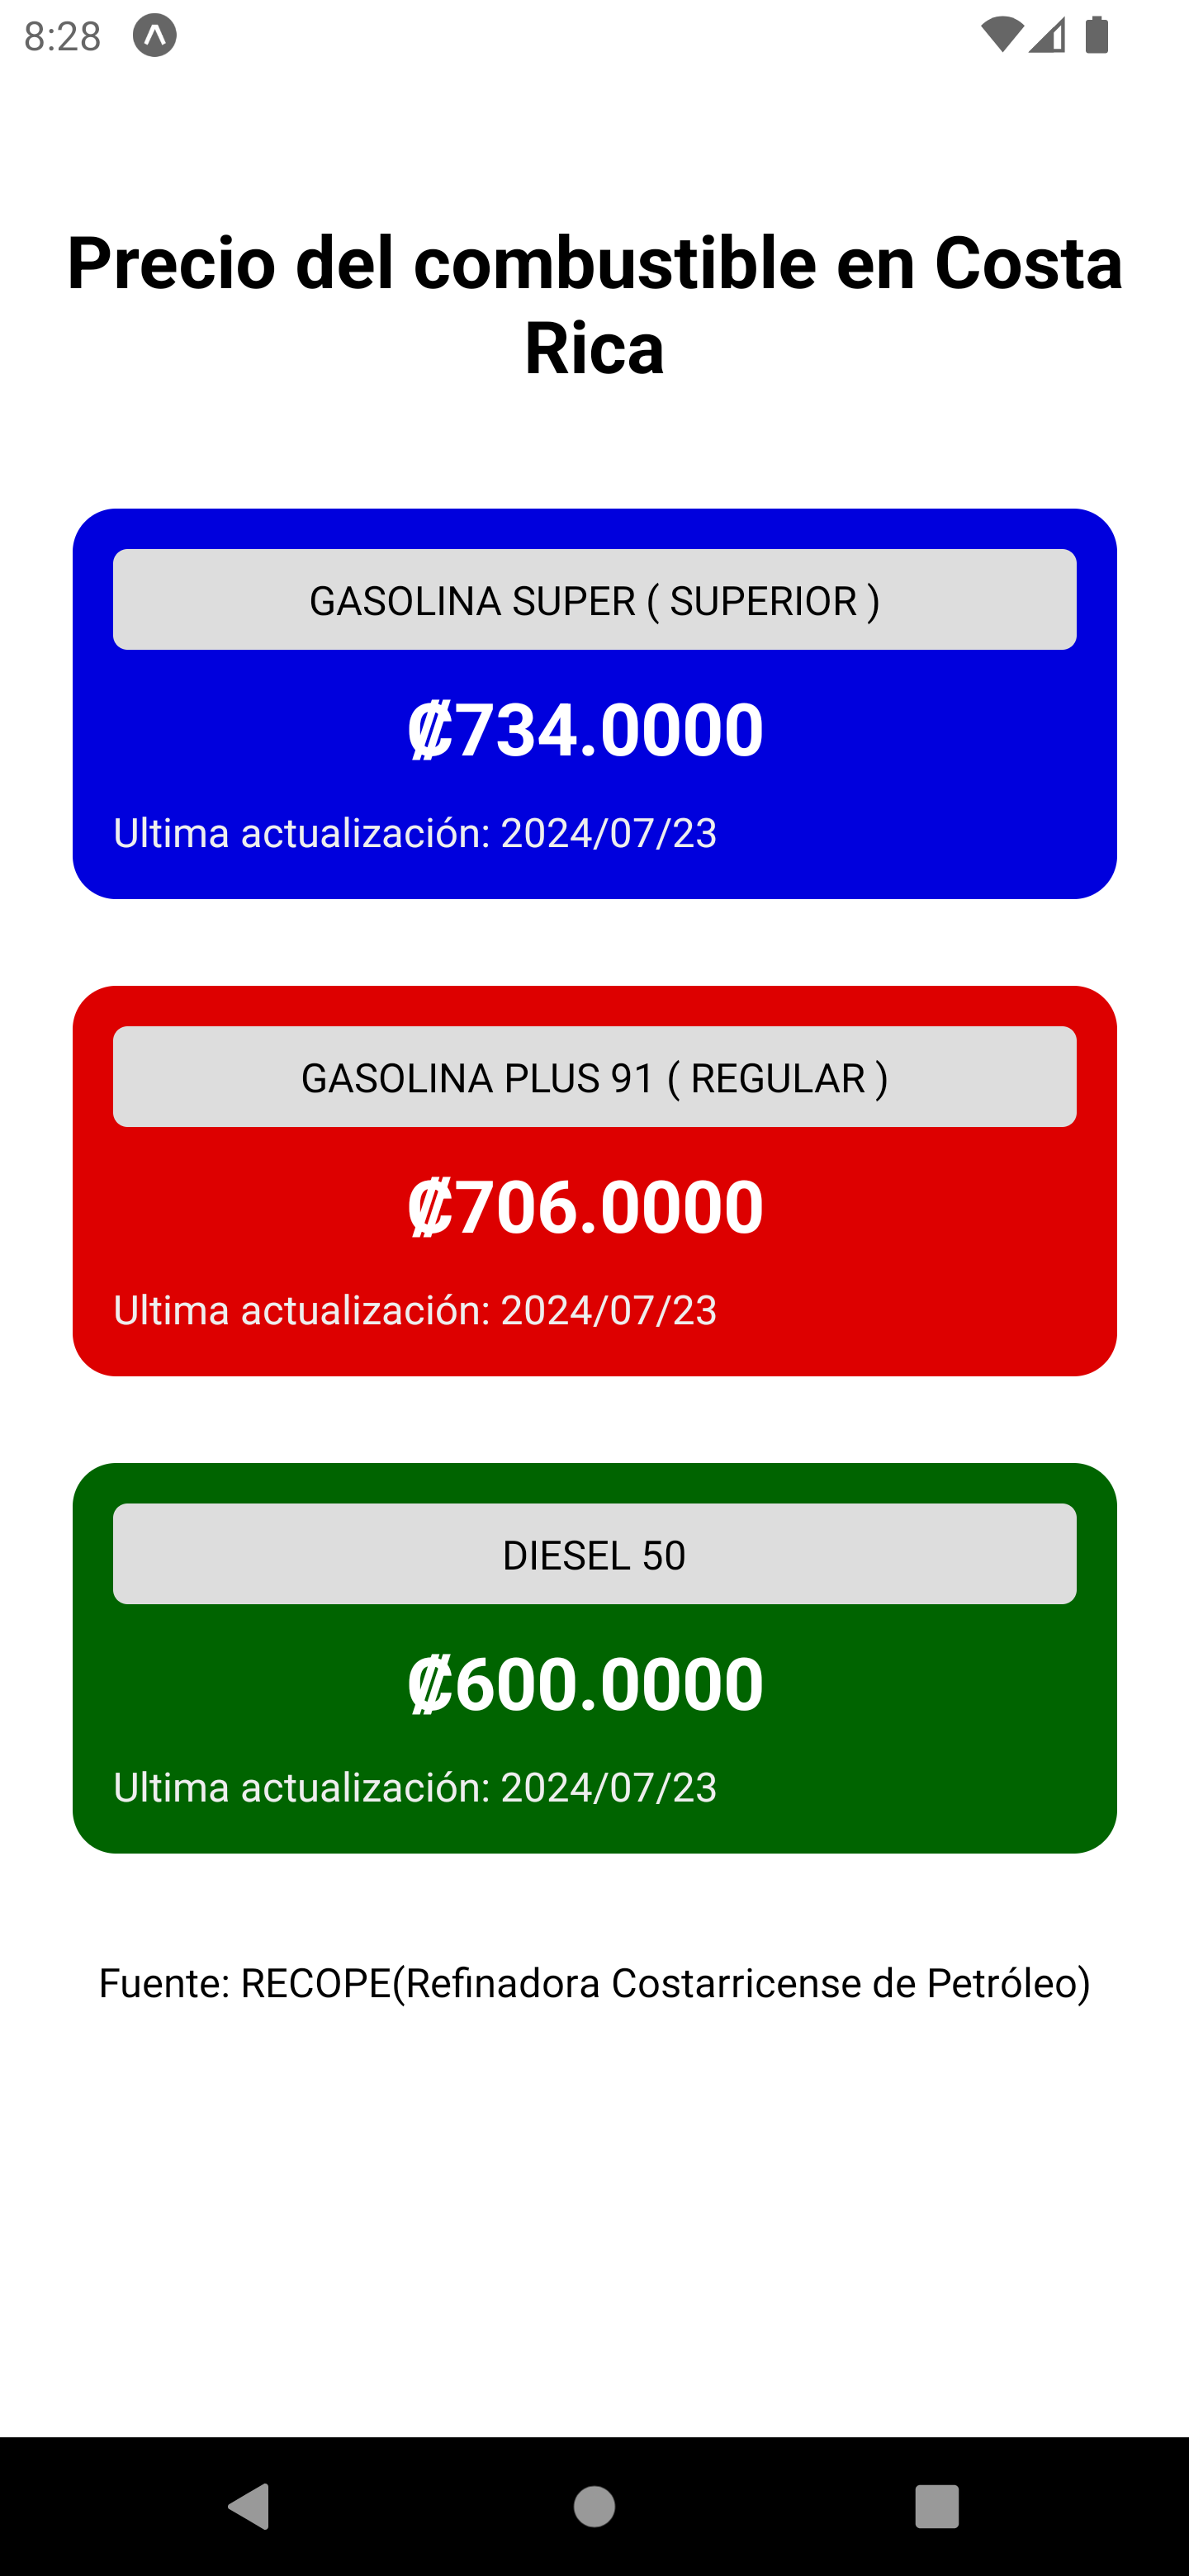 8:28
Precio del combustible en Costa
Rica
GASOLINA SUPER ( SUPERIOR )
₡734.0000
Ultima actualización: 2024/07/23
GASOLINA PLUS 91 ( REGULAR )
₡706.0000
Ultima actualización: 2024/07/23
DIESEL 50
₡600.0000
Ultima actualización: 2024/07/23
Fuente: RECOPE(Refinadora Costarricense de Petróleo)